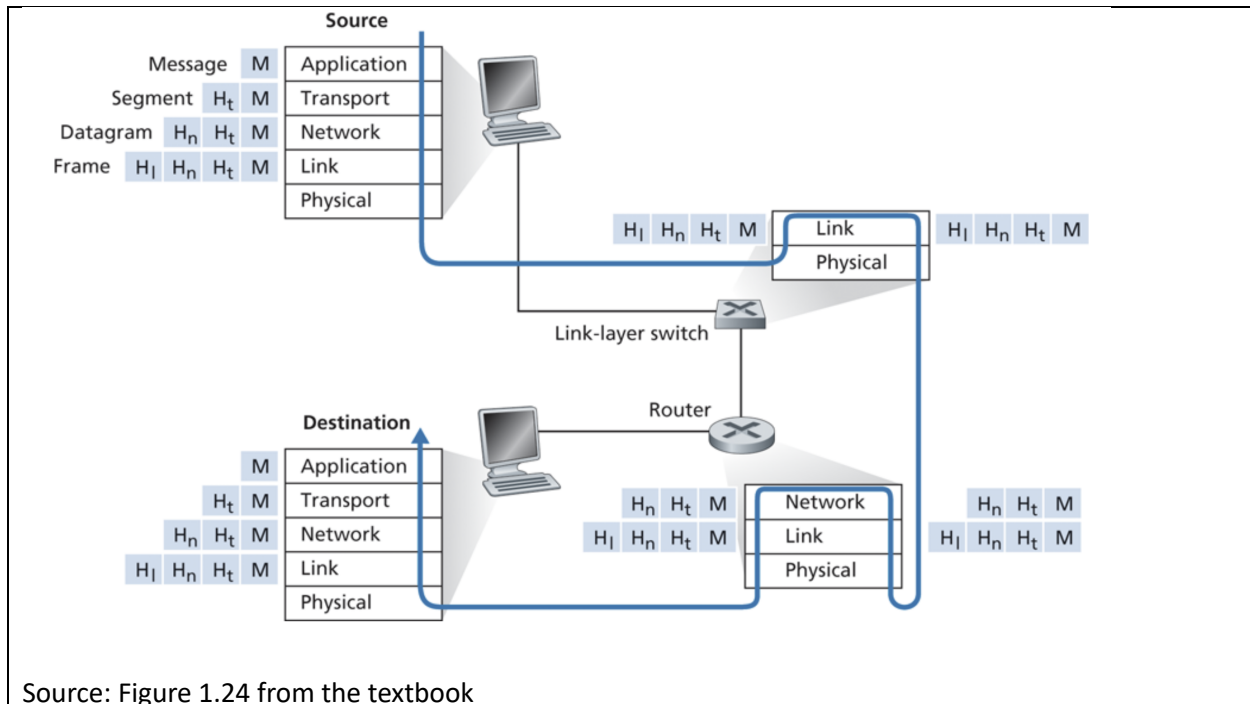 Source
Message M Application
Segment Ht M Transport
Datagram Hn Ht M Network
Frame Hl Hn Ht M Link
Physical
Hl Hn Ht M Link Hl Hn Ht M
Physical
Link-layer switch
Router
Destination
M Application
Ht M Transport
Hn Ht M Network
Hl Hn Ht M Link
Physical
Hn Ht M Network Hn Ht M
Hl Hn Ht M Link Hl Hn Ht M
Physical
Source: Figure 1.24 from the textbook